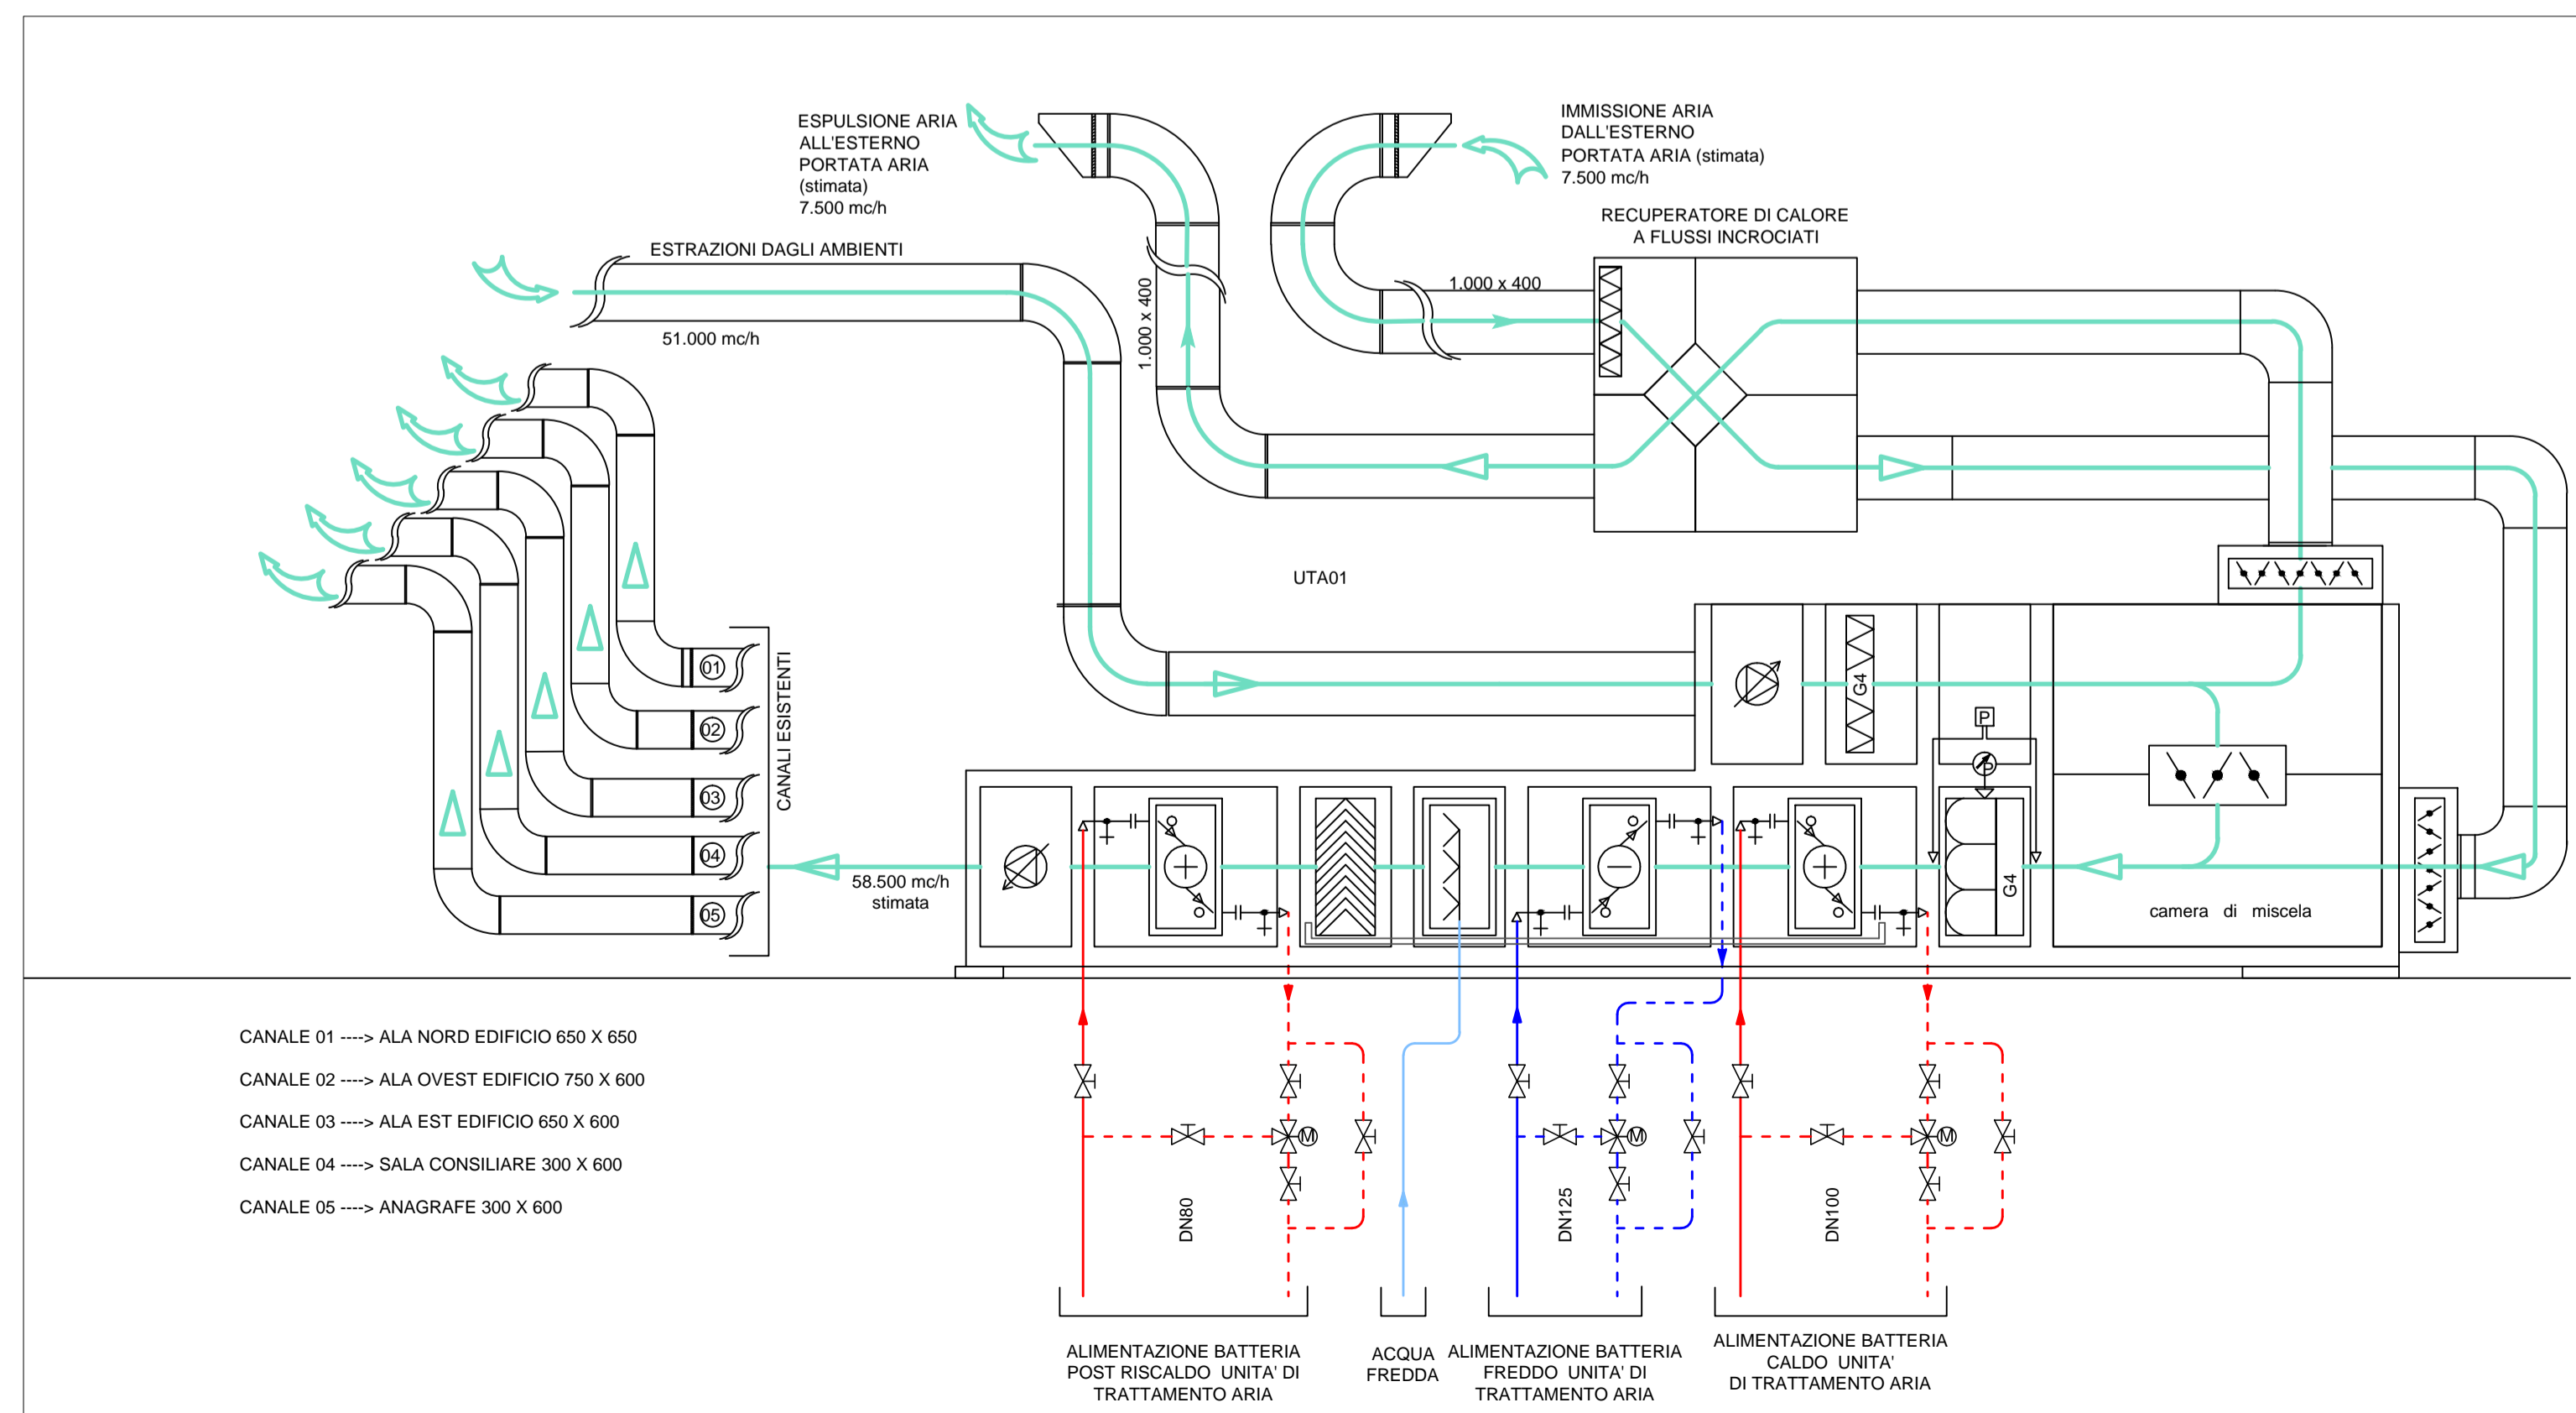 ESPULSIONE ARIA
ALL'ESTERNO
PORTATA ARIA
(stimata)
7.500 mc/h
IMMISSIONE ARIA
DALL'ESTERNO
PORTATA ARIA (stimata)
7.500 mc/h
RECUPERATORE DI CALORE
A FLUSSI INCROCIATI
ESTRAZIONI DAGLI AMBIENTI
51.000 mc/h
1.000 x 400
1.000 x 400
UTA01
G4
P
P
G4
camera di miscela
01
02
03
04
05
CANALI ESISTENTI
58.500 mc/h
stimata
CANALE 01 ----> ALA NORD EDIFICIO 650 X 650
CANALE 02 ----> ALA OVEST EDIFICIO 750 X 600
CANALE 03 ----> ALA EST EDIFICIO 650 X 600
CANALE 04 ----> SALA CONSILIARE 300 X 600
CANALE 05 ----> ANAGRAFE 300 X 600
M
M
M
DN80
DN125
DN100
ALIMENTAZIONE BATTERIA
POST RISCALDO UNITA' DI
TRATTAMENTO ARIA
ACQUA
FREDDA
ALIMENTAZIONE BATTERIA
FREDDO UNITA' DI
TRATTAMENTO ARIA
ALIMENTAZIONE BATTERIA
CALDO UNITA'
DI TRATTAMENTO ARIA